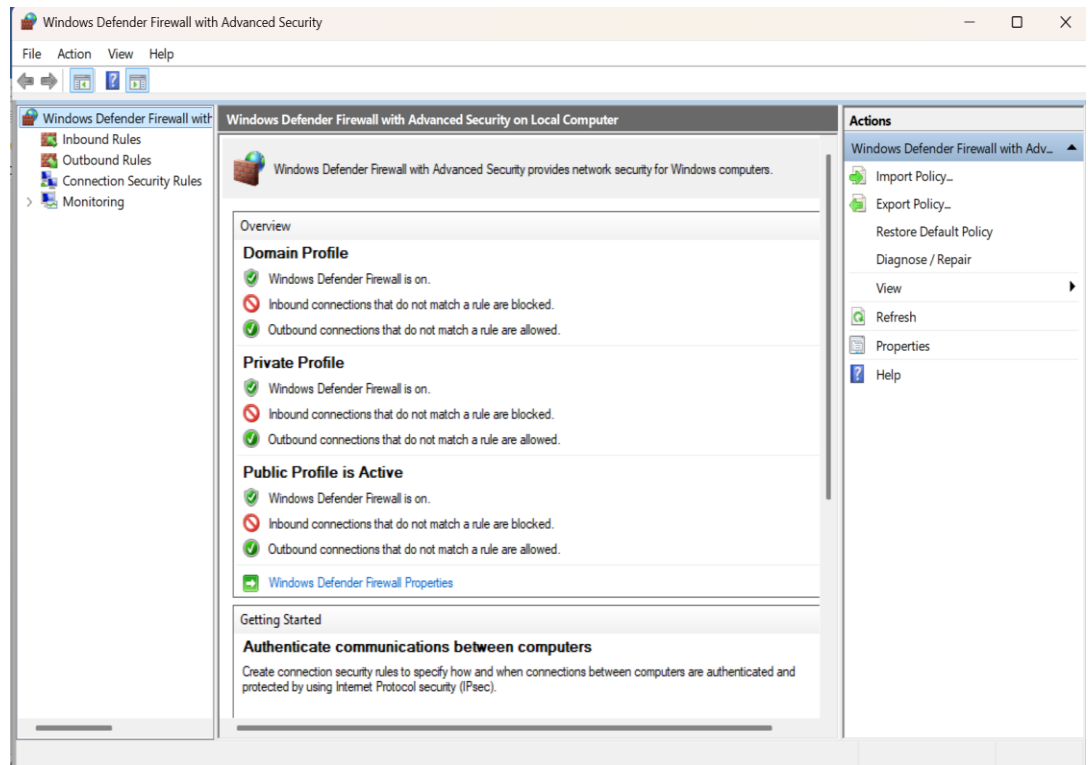 Windows Defender Firewall with Advanced Security
File Action View Help
Windows Defender Firewall with
Inbound Rules
Outbound Rules
Connection Security Rules
Monitoring
Windows Defender Firewall with Advanced Security on Local Computer
Windows Defender Firewall with Advanced Security provides network security for Windows computers.
Overview
Domain Profile
Windows Defender Firewall is on.
Inbound connections that do not match a rule are blocked.
Outbound connections that do not match a rule are allowed.
Private Profile
Windows Defender Firewall is on.
Inbound connections that do not match a rule are blocked.
Outbound connections that do not match a rule are allowed.
Public Profile is Active
Windows Defender Firewall is on.
Inbound connections that do not match a rule are blocked.
Outbound connections that do not match a rule are allowed.
Windows Defender Firewall Properties
Getting Started
Authenticate communications between computers
Create connection security rules to specify how and when connections between computers are authenticated and
protected by using Internet Protocol security (IPsec).
Actions
Windows Defender Firewall with Adv...
Import Policy...
Export Policy...
Restore Default Policy
Diagnose / Repair
View
Refresh
Properties
Help